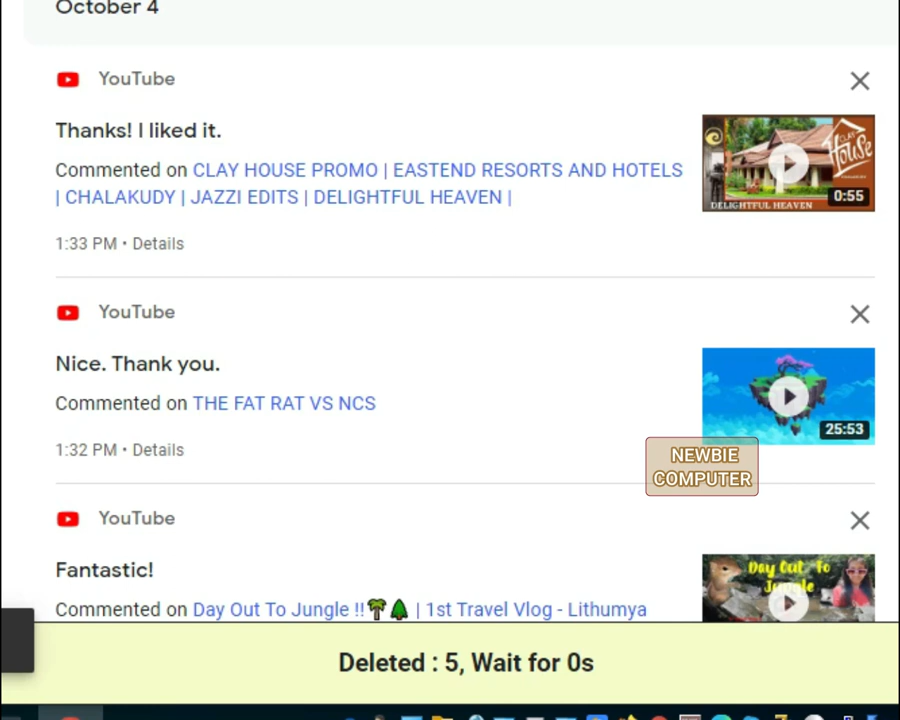 October 4
YouTube
Thanks! I liked it.
Commented on CLAY HOUSE PROMO | EASTEND RESORTS AND HOTELS
| CHALAKUDY | JAZZI EDITS | DELIGHTFUL HEAVEN |
CLAY
House
DELIGHTFUL HEAVEN
0:55
1:33 PM • Details
YouTube
Nice. Thank you.
Commented on THE FAT RAT VS NCS
25:53
1:32 PM • Details
NEWBIE
COMPUTER
YouTube
Fantastic!
Commented on Day Out To Jungle !!🌴🌲 | 1st Travel Vlog - Lithumya
Day Out To
Jungle
Deleted : 5, Wait for 0s